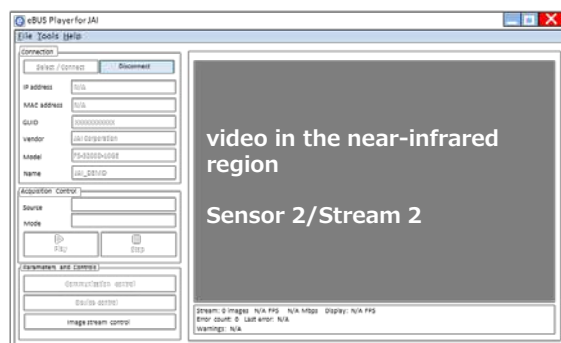 eBUS Player for JAI
File Tools Help
Connection
Select / Connect
Disconnect
IP address
N/A
MAC address
N/A
GUID
Vendor
JAI Corporation
Model
Name
Acquisition Control
Source
Mode
Play
Stop
Parameters and Controls
Communication control
Device control
Image stream control
video in the near-infrared
region
Sensor 2/Stream 2
Stream: 0 images N/A FPS N/A Mbps Display: N/A FPS
Error count: 0 Last error: N/A
Warnings: N/A